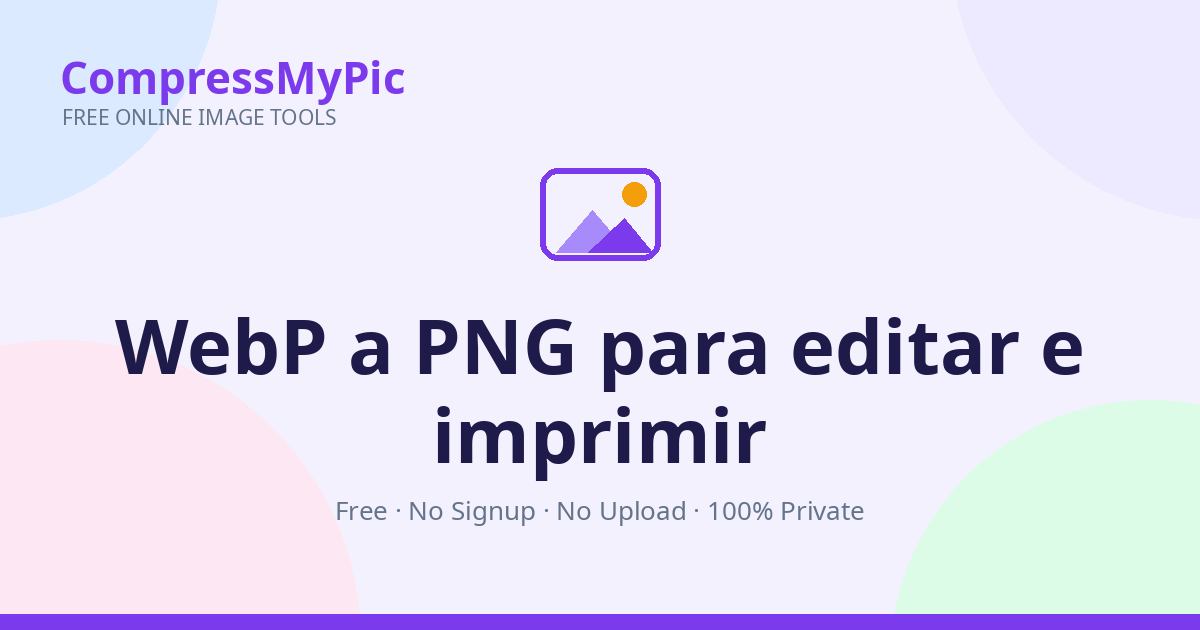 CompressMyPic
FREE ONLINE IMAGE TOOLS
WebP a PNG para editar e
imprimir
Free · No Signup · No Upload · 100% Private